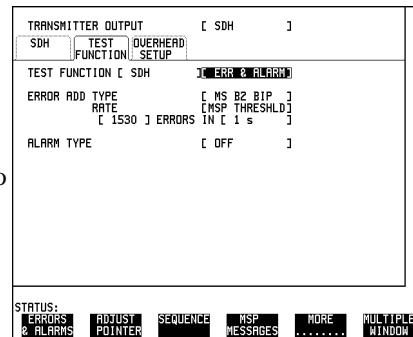 TRANSMITTER OUTPUT [ SDH ]
SDH TEST FUNCTION OVERHEAD SETUP
TEST FUNCTION [ SDH ][ ERR & ALARM]
ERROR ADD TYPE [ MS B2 BIP ]
RATE [MSP THRESHLD]
[ 1530 ] ERRORS IN [ 1 s ]
ALARM TYPE [ OFF ]
STATUS:
ERRORS & ALARMS ADJUST POINTER SEQUENCE MSP MESSAGES MORE ........ MULTIPLE WINDOW